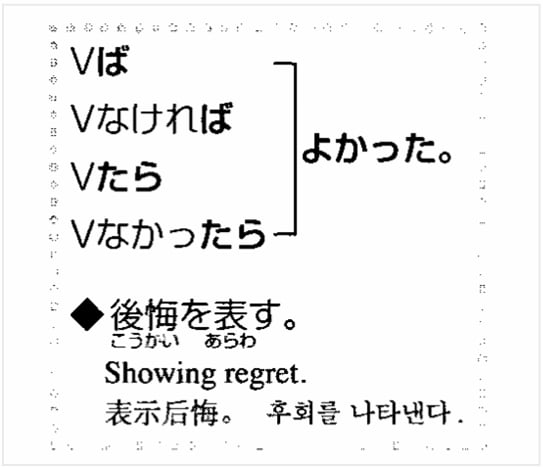 Vば
Vなければ
よかった。
Vたら
Vなかったら
◆後悔を表す。
こうかい あらわ
Showing regret.
表示后悔。 후회를 나타낸다.